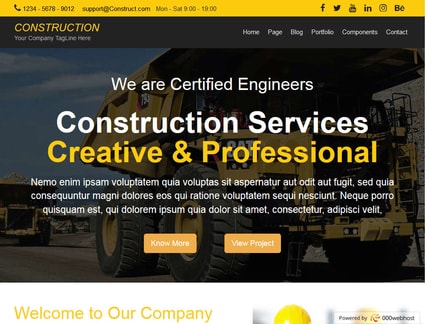 1234 - 5678 - 9012 support@Construct.com Mon - Sat 9:00 - 19:00
CONSTRUCTION
Your Company TagLine Here
Home Page Blog Portfolio Components Contact
We are Certified Engineers
Construction Services
Creative & Professional
Nemo enim ipsam voluptatem quia voluptas sit aspernatur aut odit aut fugit, sed quia
consequuntur magni dolores eos qui ratione voluptatem sequi nesciunt. Neque porro
quisquam est, qui dolorem ipsum quia dolor sit amet, consectetur, adipisci velit,
Know More View Project
Welcome to Our Company
Powered by 000webhost